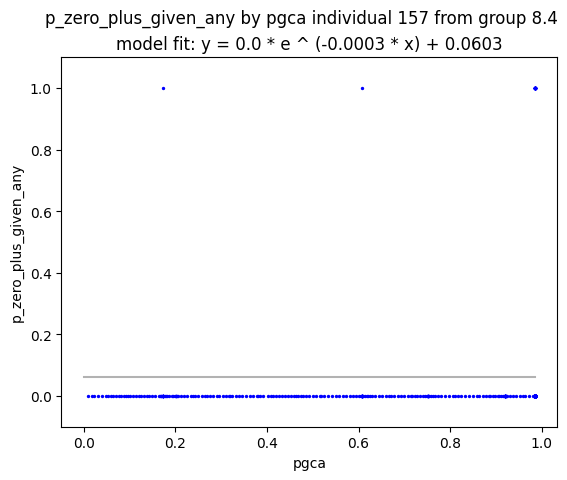 p_zero_plus_given_any by pgca individual 157 from group 8.4
model fit: y = 0.0 * e ^ (-0.0003 * x) + 0.0603
1.0
0.8
0.6
0.4
0.2
0.0
p_zero_plus_given_any
0.0 0.2 0.4 0.6 0.8 1.0
pgca